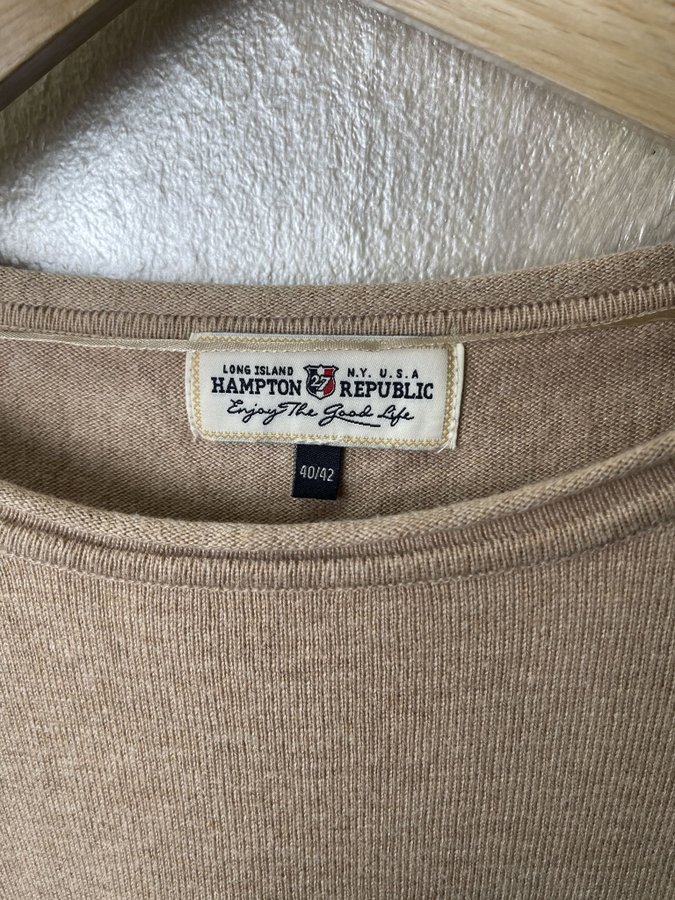 LONG ISLAND N.Y. U.S.A
HAMPTON 27 REPUBLIC
Enjoy The Good Life
40/42